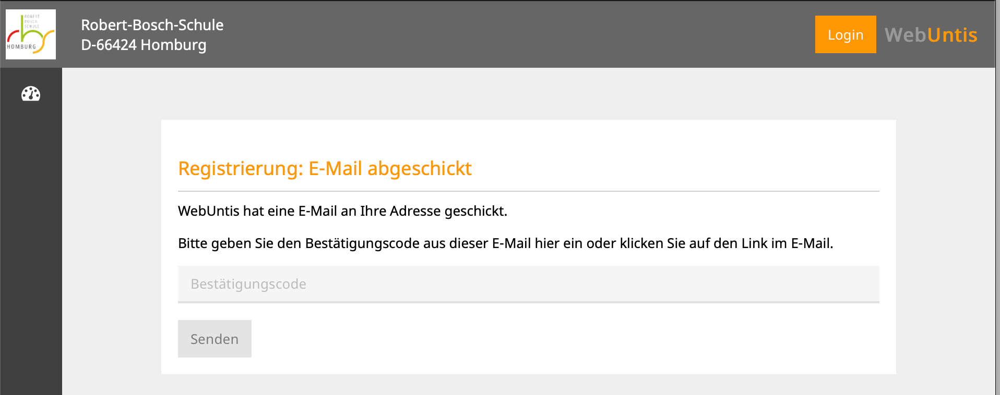 ROBERT
BOSCH
SCHULE
rbs
HOMBURG
Robert-Bosch-Schule
D-66424 Homburg
Login
WebUntis
Registrierung: E-Mail abgeschickt
WebUntis hat eine E-Mail an Ihre Adresse geschickt.
Bitte geben Sie den Bestätigungscode aus dieser E-Mail hier ein oder klicken Sie auf den Link im E-Mail.
Bestätigungscode
Senden